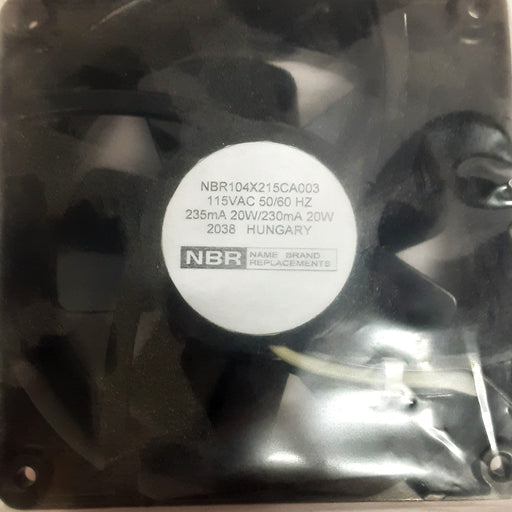 NBR104X215CA003
115VAC 50/60 HZ
235mA 20W/230mA 20W
2038 HUNGARY
NBR NAME BRAND
REPLACEMENTS